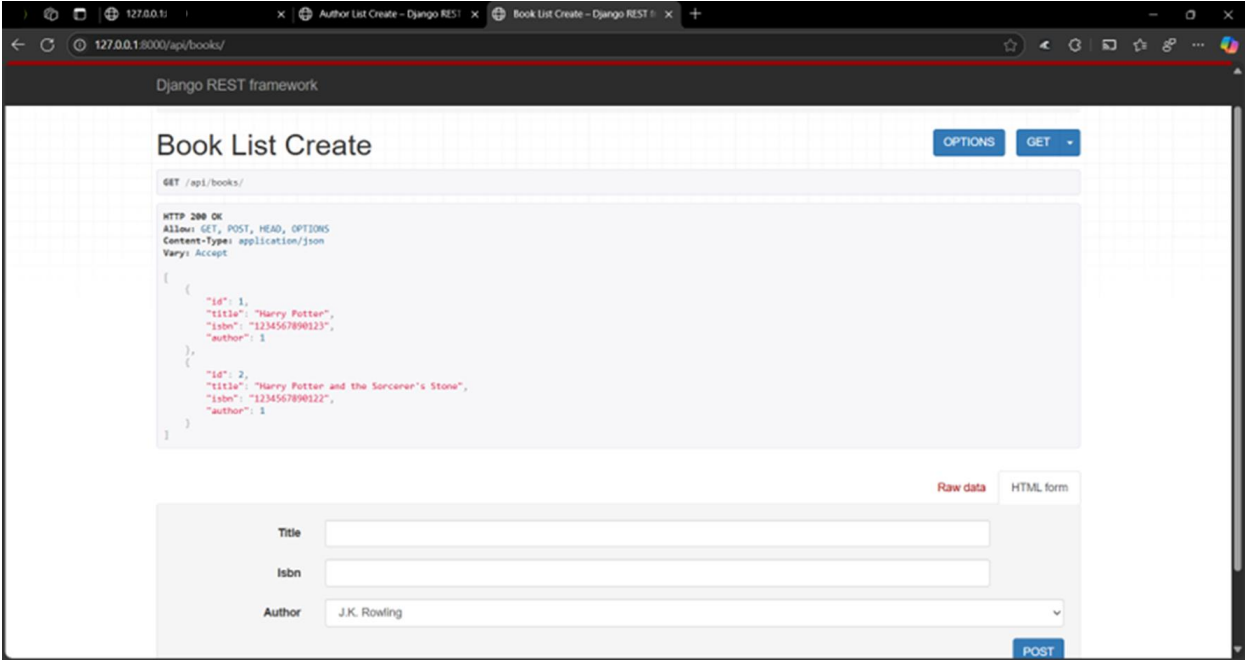 127.0.0.1:
Author List Create – Django REST
Book List Create – Django REST f
127.0.0.1:8000/api/books/
Django REST framework
Book List Create
OPTIONS
GET
GET /api/books/
HTTP 200 OK
Allow: GET, POST, HEAD, OPTIONS
Content-Type: application/json
Vary: Accept
[
{
"id": 1,
"title": "Harry Potter",
"isbn": "1234567890123",
"author": 1
},
{
"id": 2,
"title": "Harry Potter and the Sorcerer's Stone",
"isbn": "1234567890122",
"author": 1
}
]
Raw data
HTML form
Title
Isbn
Author
J.K. Rowling
POST